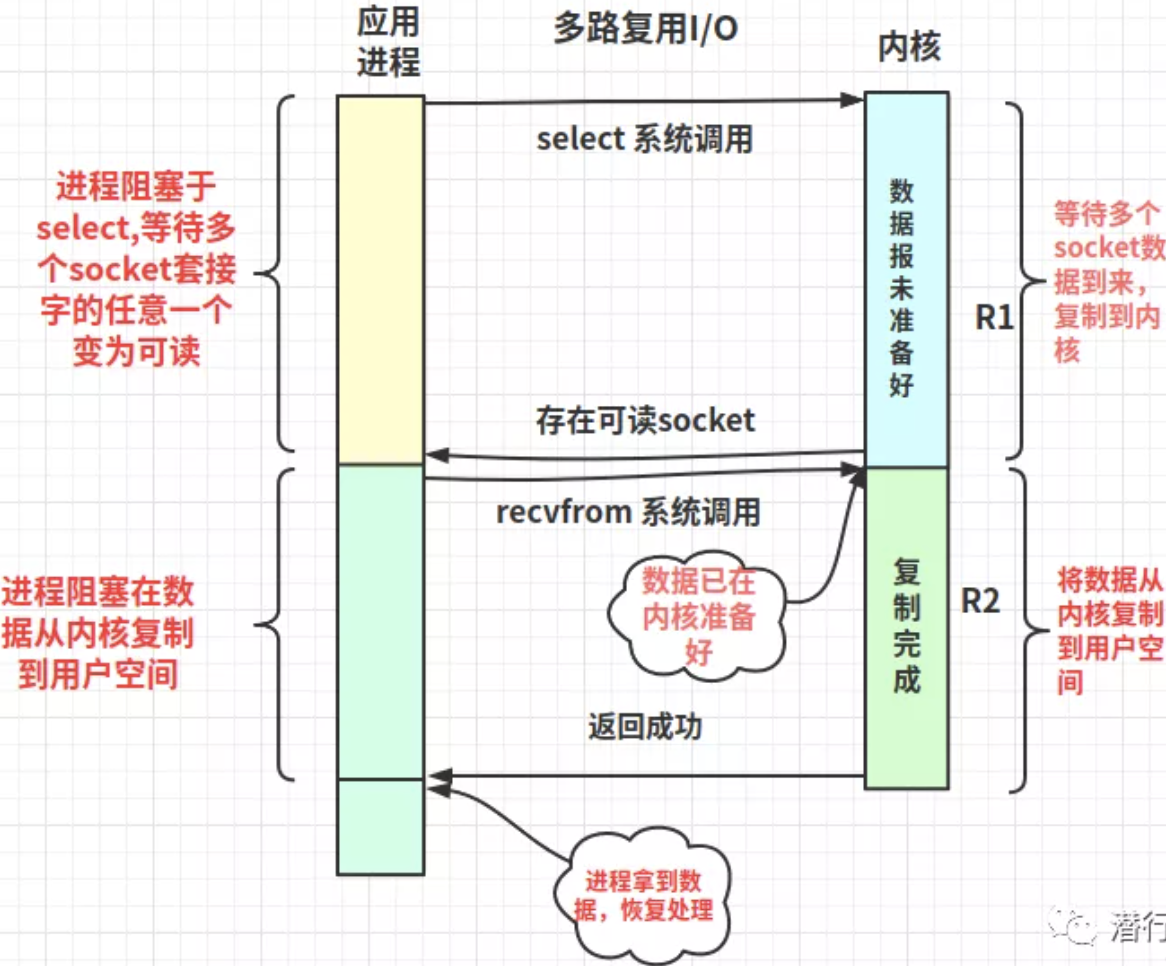 应用
进程
多路复用I/O
内核
select 系统调用
进程阻塞于
select,等待多
个socket套接
字的任意一个
变为可读
数
据
报
未
准
备
好
R1
等待多个
socket数
据到来，
复制到内
核
存在可读socket
recvfrom 系统调用
数据已在
内核准备
好
进程阻塞在数
据从内核复制
到用户空间
复
制
完
成
R2
将数据从
内核复制
到用户空
间
返回成功
进程拿到数
据，恢复处理
潜行